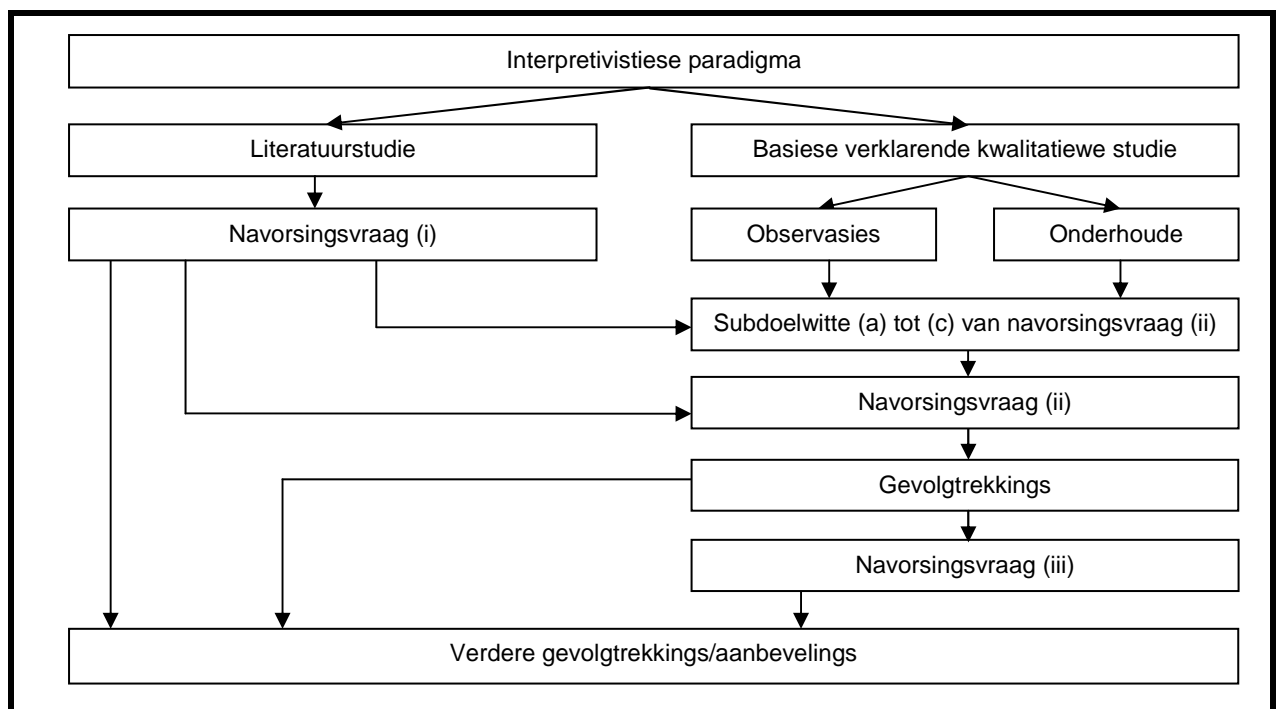 Interpretivistiese paradigma
Literatuurstudie
Basiese verklarende kwalitatiewe studie
Navorsingsvraag (i)
Observasies
Onderhoude
Subdoelwitte (a) tot (c) van navorsingsvraag (ii)
Navorsingsvraag (ii)
Gevolgtrekkings
Navorsingsvraag (iii)
Verdere gevolgtrekkings/aanbevelings